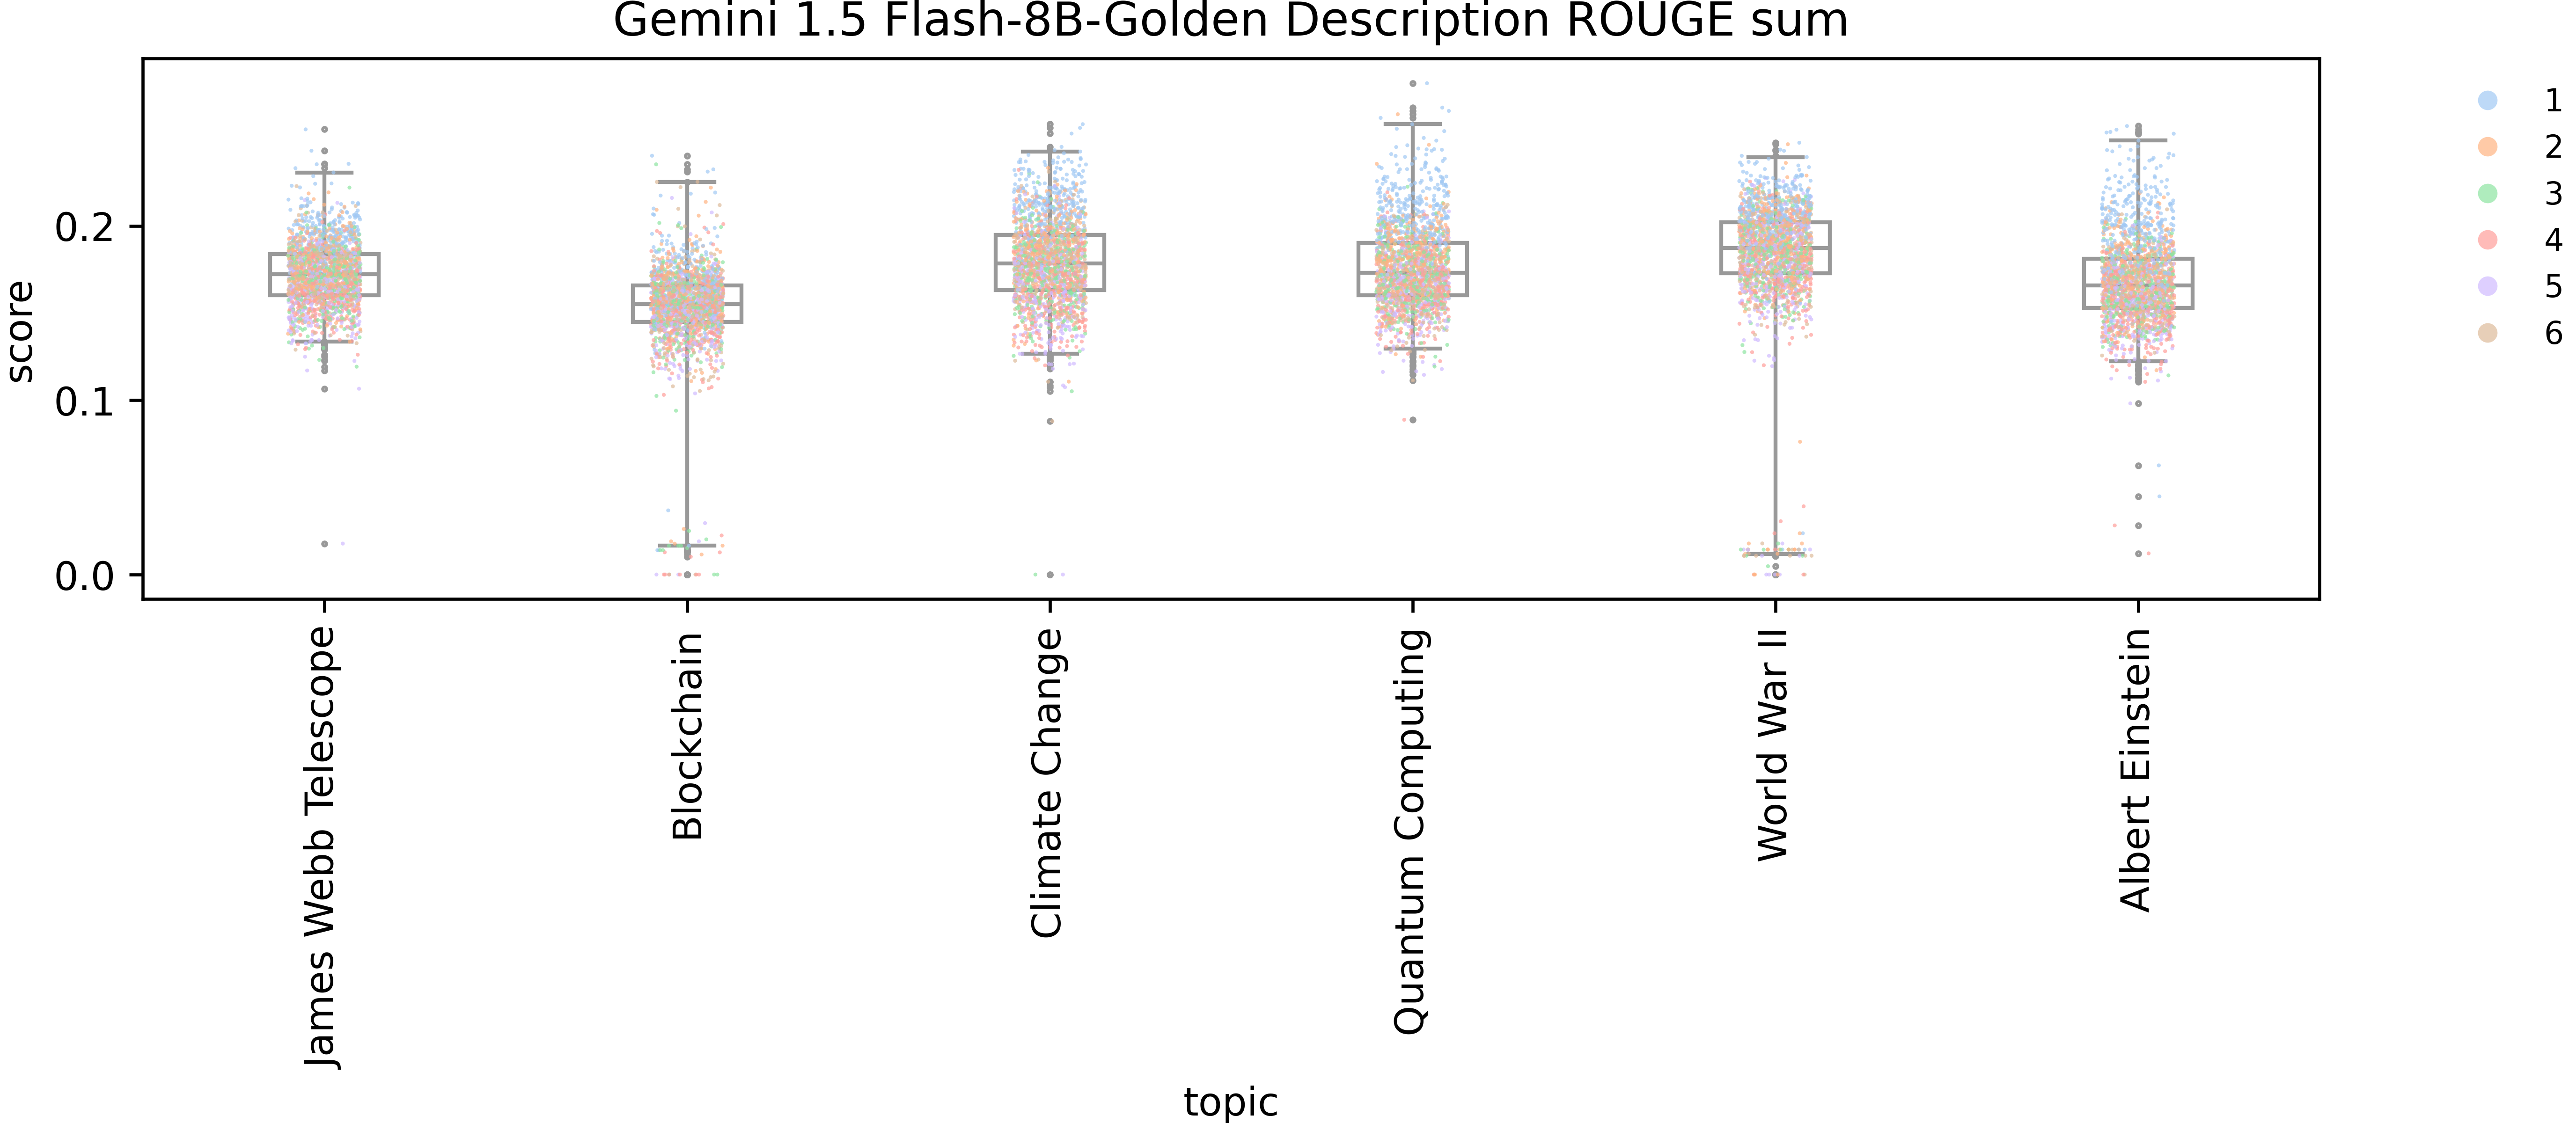 Gemini 1.5 Flash-8B-Golden Description ROUGE sum
score
0.2
0.1
0.0
James Webb Telescope
Blockchain
Climate Change
Quantum Computing
World War II
Albert Einstein
topic
1
2
3
4
5
6